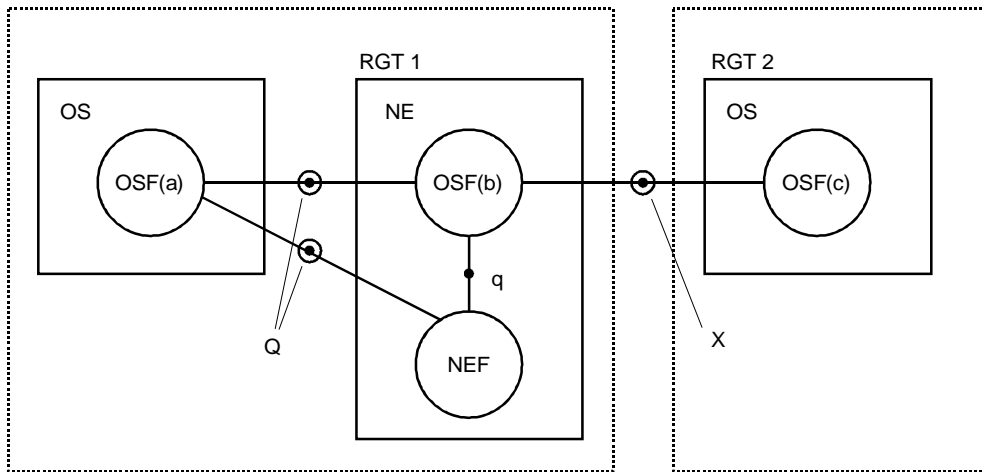 RGT 1
RGT 2
OS
NE
OS
OSF(a)
OSF(b)
OSF(c)
q
Q
X
NEF